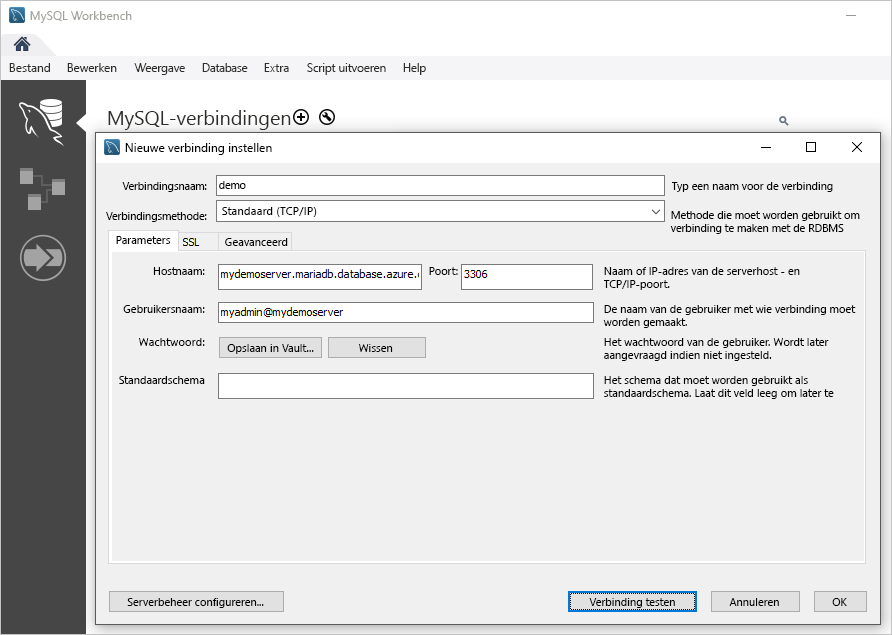 MySQL Workbench
Bestand Bewerken Weergave Database Extra Script uitvoeren Help
MySQL-verbindingen
Nieuwe verbinding instellen
Verbindingsnaam: demo Typ een naam voor de verbinding
Verbindingsmethode: Standaard (TCP/IP) Methode die moet worden gebruikt om
verbinding te maken met de RDBMS
Parameters SSL Geavanceerd
Hostnaam: mydemoserver.mariadb.database.azure. Poort: 3306 Naam of IP-adres van de serverhost - en
TCP/IP-poort.
Gebruikersnaam: myadmin@mydemoserver De naam van de gebruiker met wie verbinding moet
worden gemaakt.
Wachtwoord: Opslaan in Vault... Wissen Het wachtwoord van de gebruiker. Wordt later
aangevraagd indien niet ingesteld.
Standaardschema Het schema dat moet worden gebruikt als
standaardschema. Laat dit veld leeg om later te
Serverbeheer configureren... Verbinding testen Annuleren OK